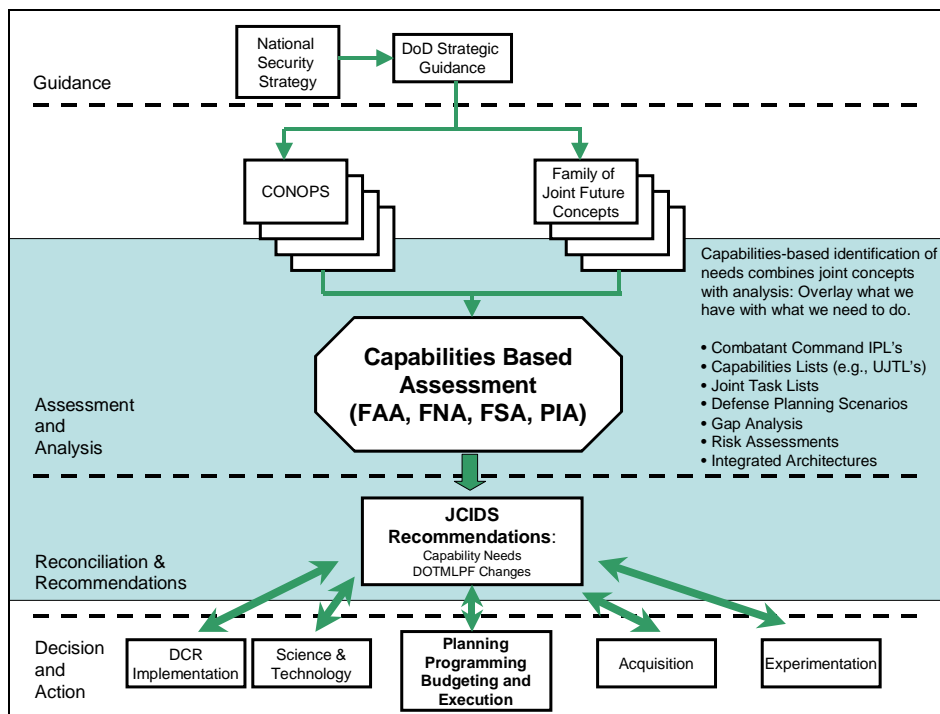 National
Security
Strategy
DoD Strategic
Guidance
Guidance
CONOPS
Family of
Joint Future
Concepts
Capabilities-based identification of
needs combines joint concepts
with analysis: Overlay what we
have with what we need to do.
• Combatant Command IPL's
• Capabilities Lists (e.g., UJTL's)
• Joint Task Lists
• Defense Planning Scenarios
• Gap Analysis
• Risk Assessments
• Integrated Architectures
Capabilities Based
Assessment
(FAA, FNA, FSA, PIA)
Assessment
and
Analysis
JCIDS
Recommendations:
Capability Needs
DOTMLPF Changes
Reconciliation &
Recommendations
Decision
and
Action
DCR
Implementation
Science &
Technology
Planning
Programming
Budgeting and
Execution
Acquisition
Experimentation